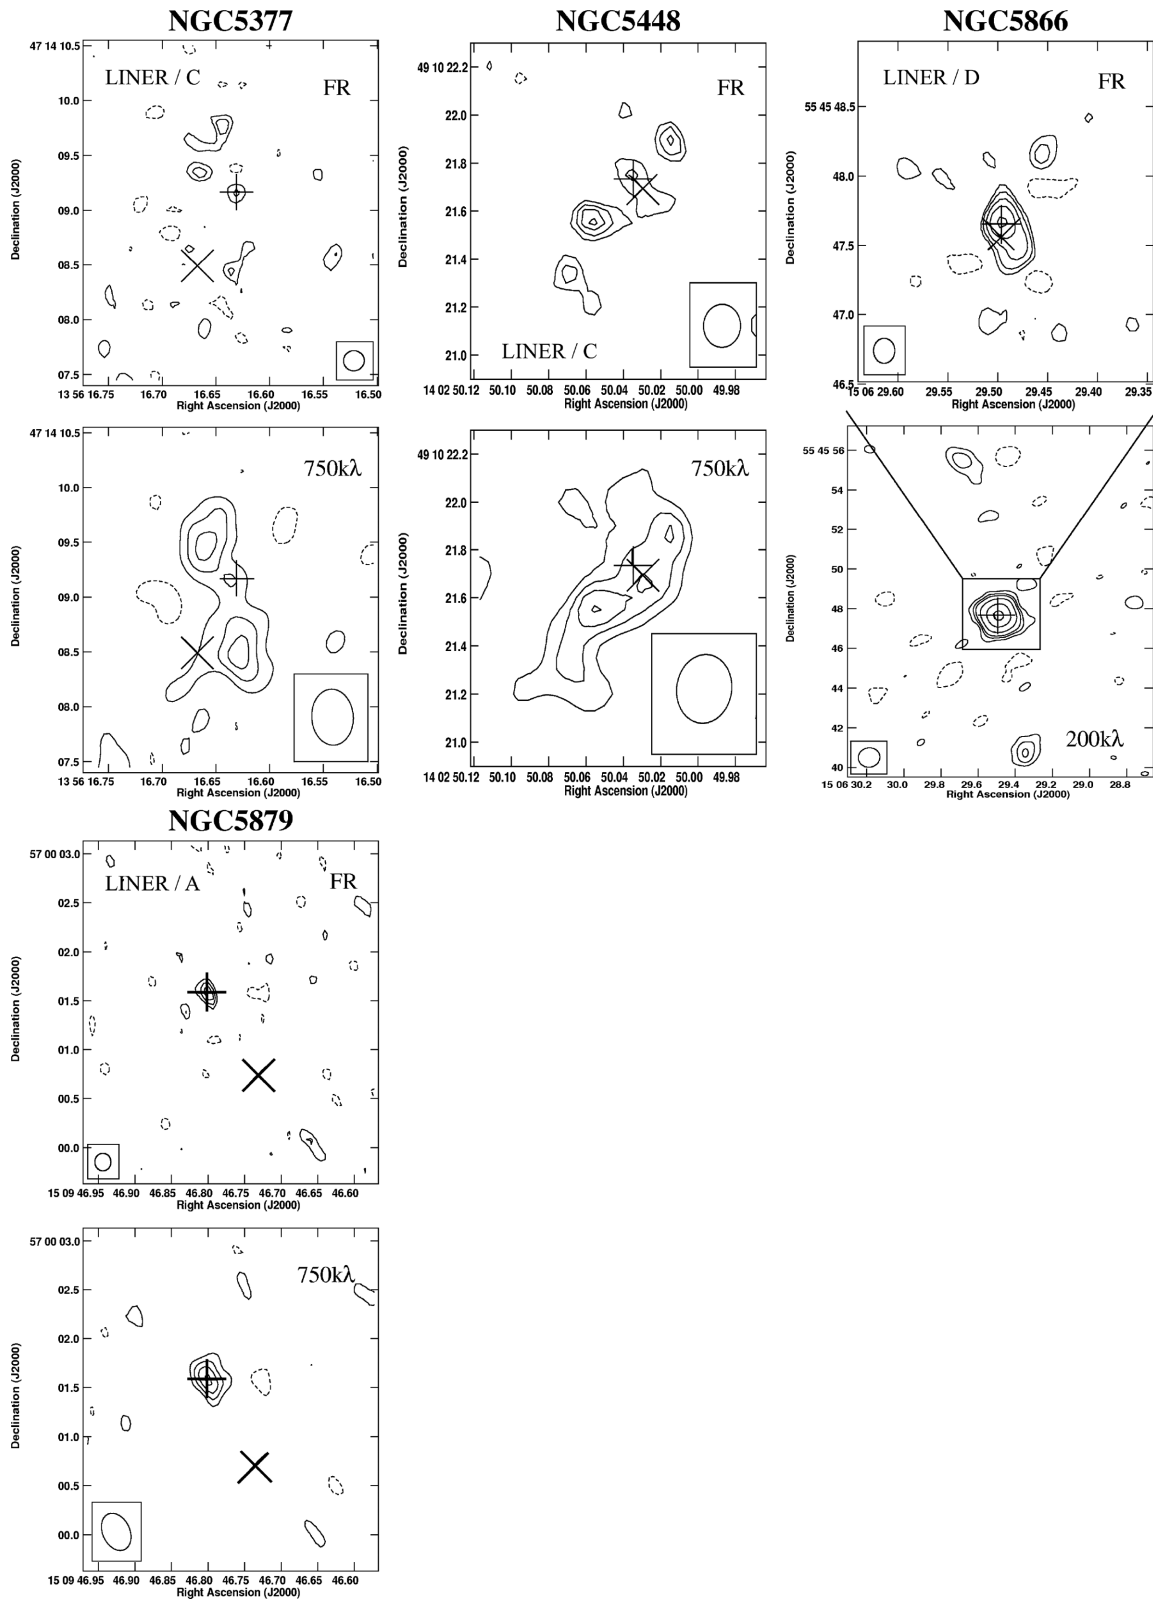 NGC5377
47 14 10.5
10.0
09.5
09.0
08.5
08.0
07.5
LINER / C
FR
Declination (J2000)
13 56 16.75 16.70 16.65 16.60 16.55 16.50
Right Ascension (J2000)
NGC5448
49 10 22.2
22.0
21.8
21.6
21.4
21.2
21.0
FR
LINER / C
Declination (J2000)
14 02 50.12 50.10 50.08 50.06 50.04 50.02 50.00 49.98
Right Ascension (J2000)
NGC5866
LINER / D
FR
55 45 48.5
48.0
47.5
47.0
46.5
Declination (J2000)
15 06 29.60 29.55 29.50 29.45 29.40 29.35
Right Ascension (J2000)
47 14 10.5
10.0
09.5
09.0
08.5
08.0
07.5
750kλ
Declination (J2000)
13 56 16.75 16.70 16.65 16.60 16.55 16.50
Right Ascension (J2000)
49 10 22.2
22.0
21.8
21.6
21.4
21.2
21.0
750kλ
Declination (J2000)
14 02 50.12 50.10 50.08 50.06 50.04 50.02 50.00 49.98
Right Ascension (J2000)
55 45 56
54
52
50
48
46
44
42
40
200kλ
Declination (J2000)
15 06 30.2 30.0 29.8 29.6 29.4 29.2 29.0 28.8
Right Ascension (J2000)
NGC5879
57 00 03.0
02.5
02.0
01.5
01.0
00.5
00.0
LINER / A
FR
Declination (J2000)
15 09 46.95 46.90 46.85 46.80 46.75 46.70 46.65 46.60
Right Ascension (J2000)
57 00 03.0
02.5
02.0
01.5
01.0
00.5
00.0
750kλ
Declination (J2000)
15 09 46.95 46.90 46.85 46.80 46.75 46.70 46.65 46.60
Right Ascension (J2000)